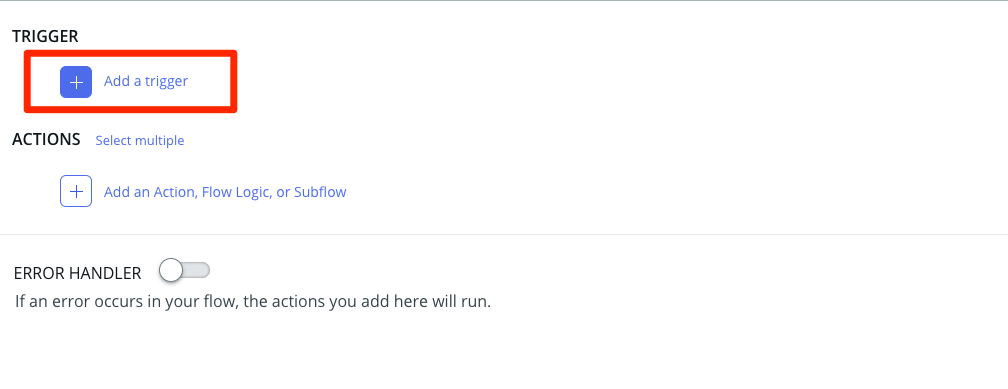 TRIGGER
Add a trigger
ACTIONS Select multiple
Add an Action, Flow Logic, or Subflow
ERROR HANDLER
If an error occurs in your flow, the actions you add here will run.